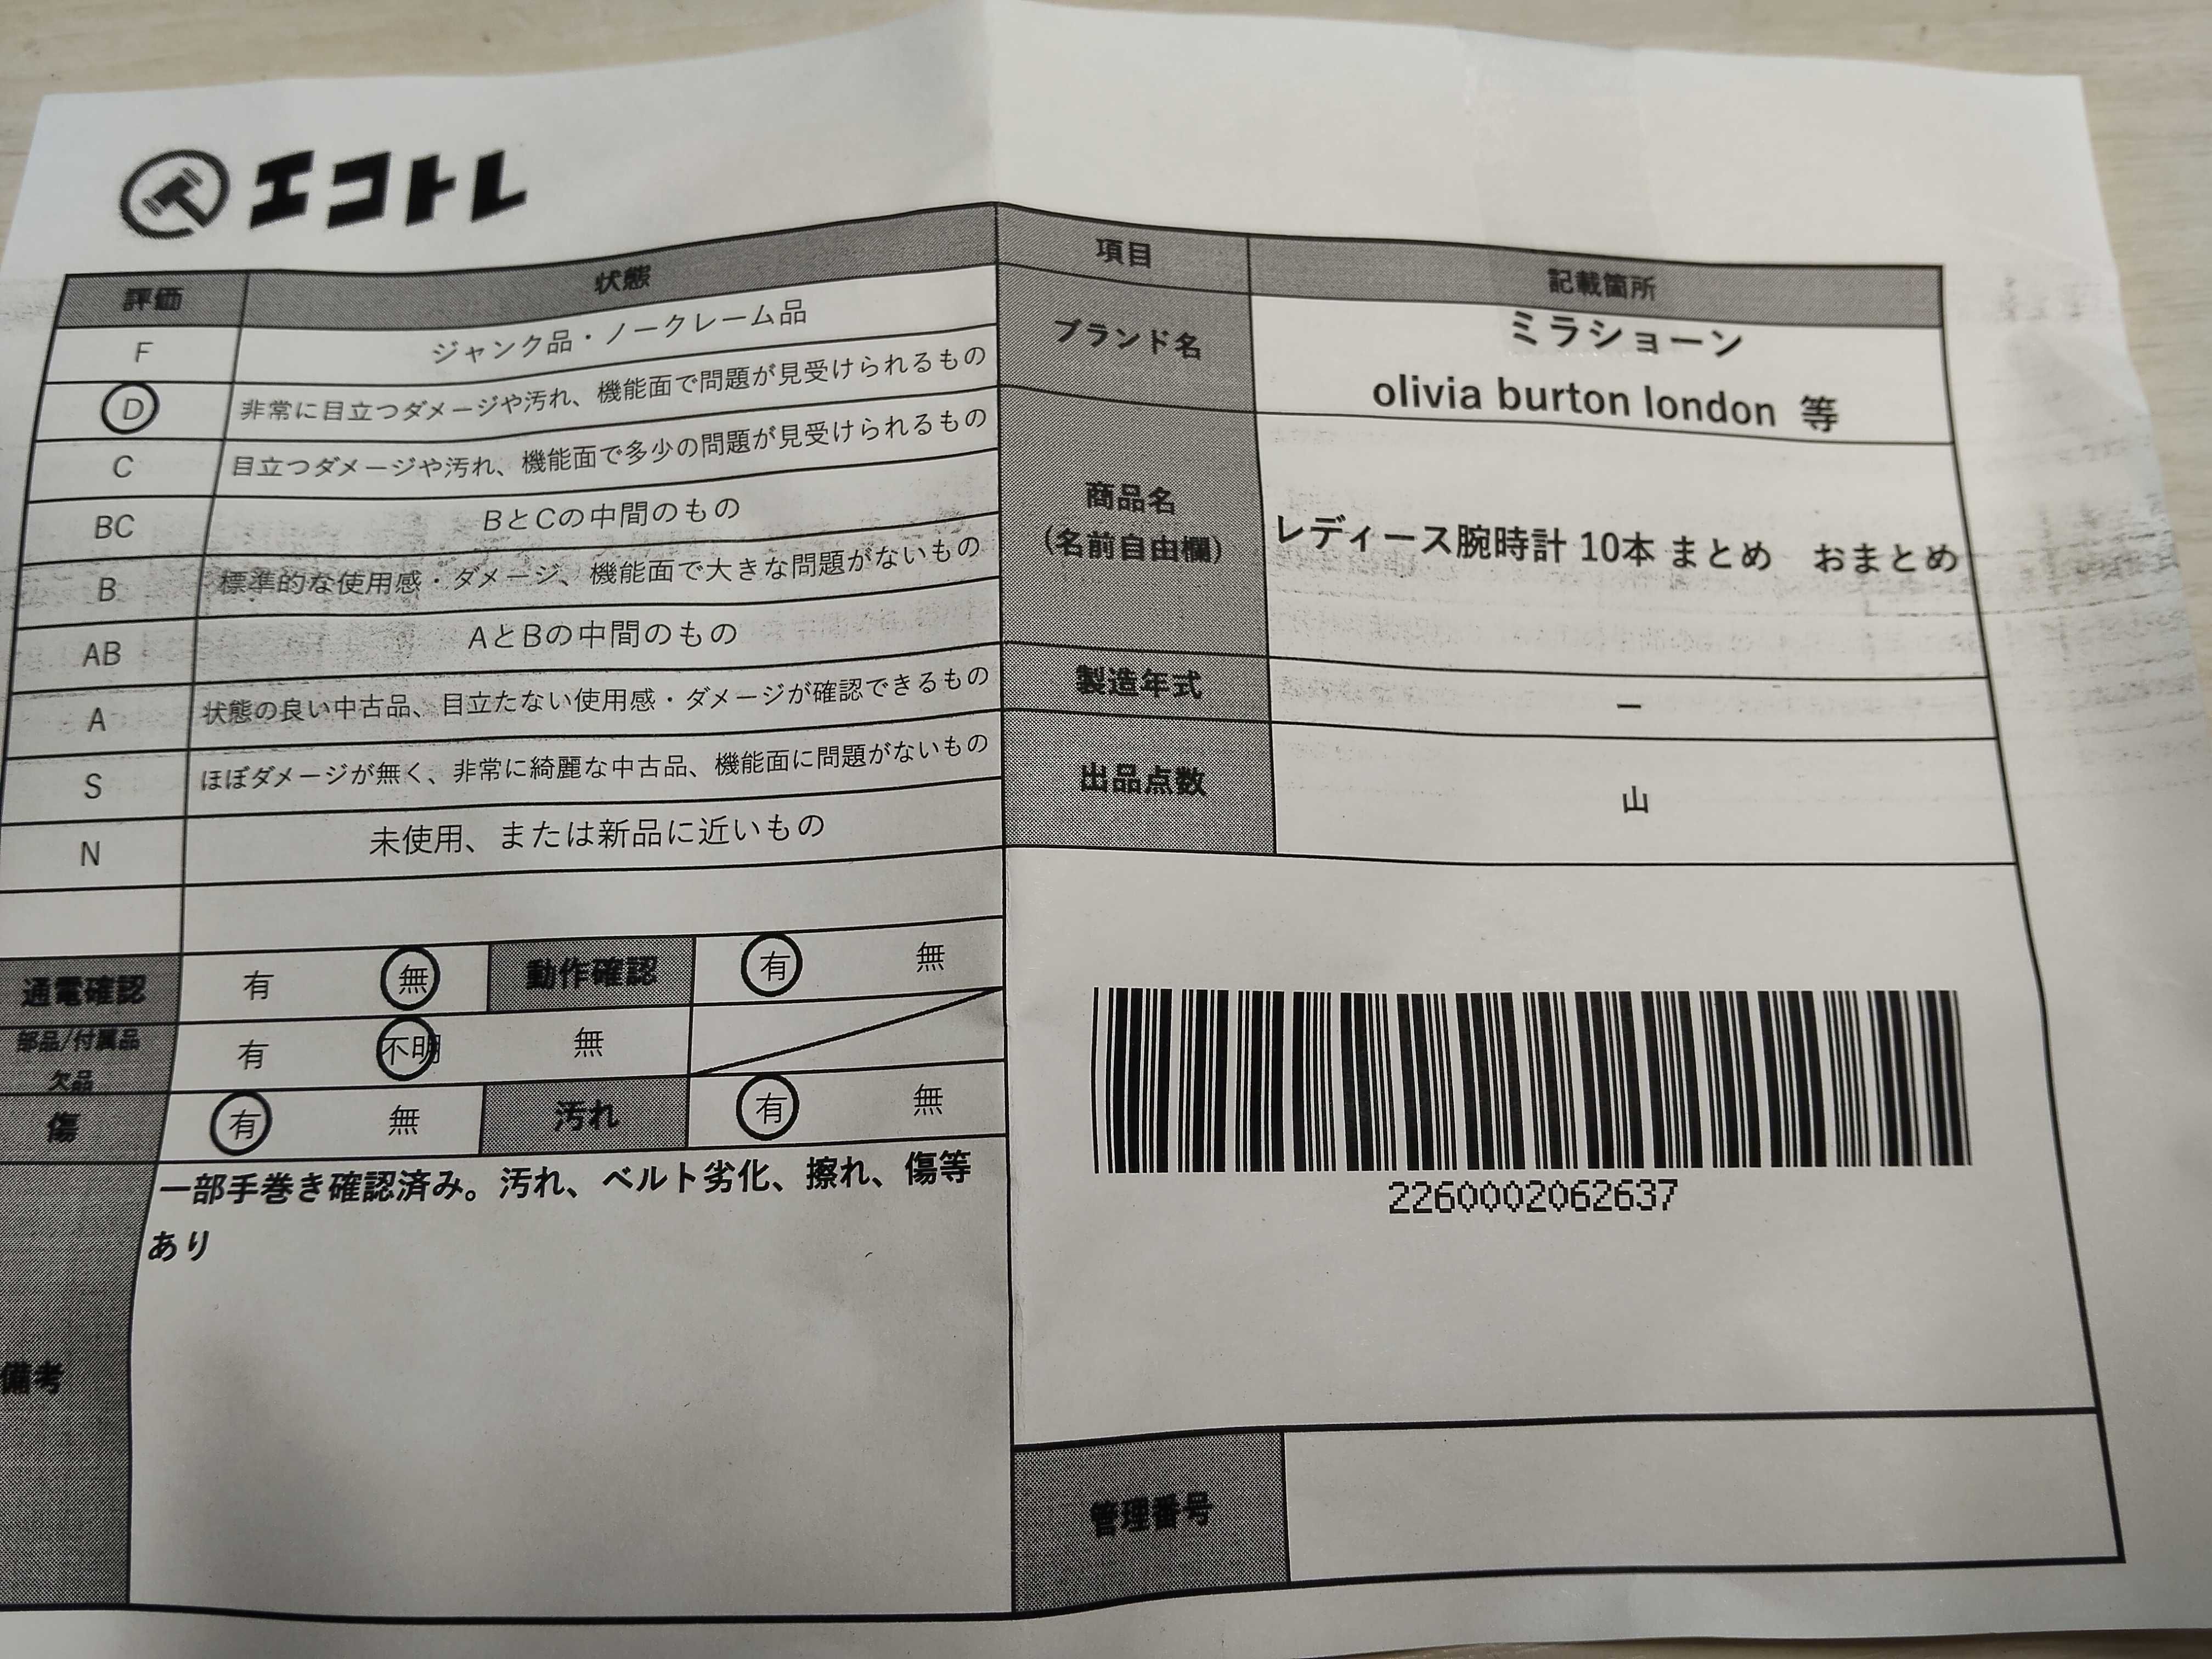 エコトレ
評価 状態
F ジャンク品・ノークレーム品
D 非常に目立つダメージや汚れ、機能面で問題が見受けられるもの
C 目立つダメージや汚れ、機能面で多少の問題が見受けられるもの
BC BとCの中間のもの
B 標準的な使用感・ダメージ、機能面で大きな問題がないもの
AB AとBの中間のもの
A 状態の良い中古品、目立たない使用感・ダメージが確認できるもの
S ほぼダメージが無く、非常に綺麗な中古品、機能面に問題がないもの
N 未使用、または新品に近いもの
通電確認 有 無 動作確認 有 無
部品/付属品
欠品 有 不明 無
傷 有 無 汚れ 有 無
備考
一部手巻き確認済み。汚れ、ベルト劣化、擦れ、傷等
あり
項目 記載箇所
ブランド名
ミラショーン
olivia burton london 等
商品名
(名前自由欄)
レディース腕時計 10本 まとめ おまとめ
製造年式 ー
出品点数 山
2260002062637
管理番号